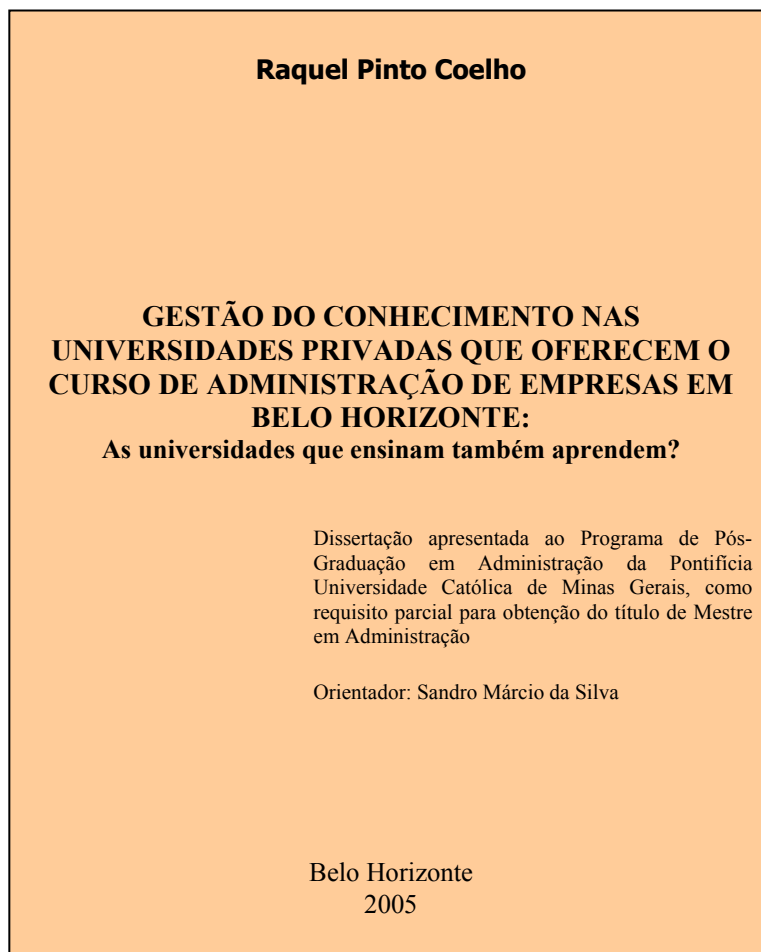 Raquel Pinto Coelho
GESTÃO DO CONHECIMENTO NAS
UNIVERSIDADES PRIVADAS QUE OFERECEM O
CURSO DE ADMINISTRAÇÃO DE EMPRESAS EM
BELO HORIZONTE:
As universidades que ensinam também aprendem?
Dissertação apresentada ao Programa de Pós-
Graduação em Administração da Pontifícia
Universidade Católica de Minas Gerais, como
requisito parcial para obtenção do título de Mestre
em Administração
Orientador: Sandro Márcio da Silva
Belo Horizonte
2005